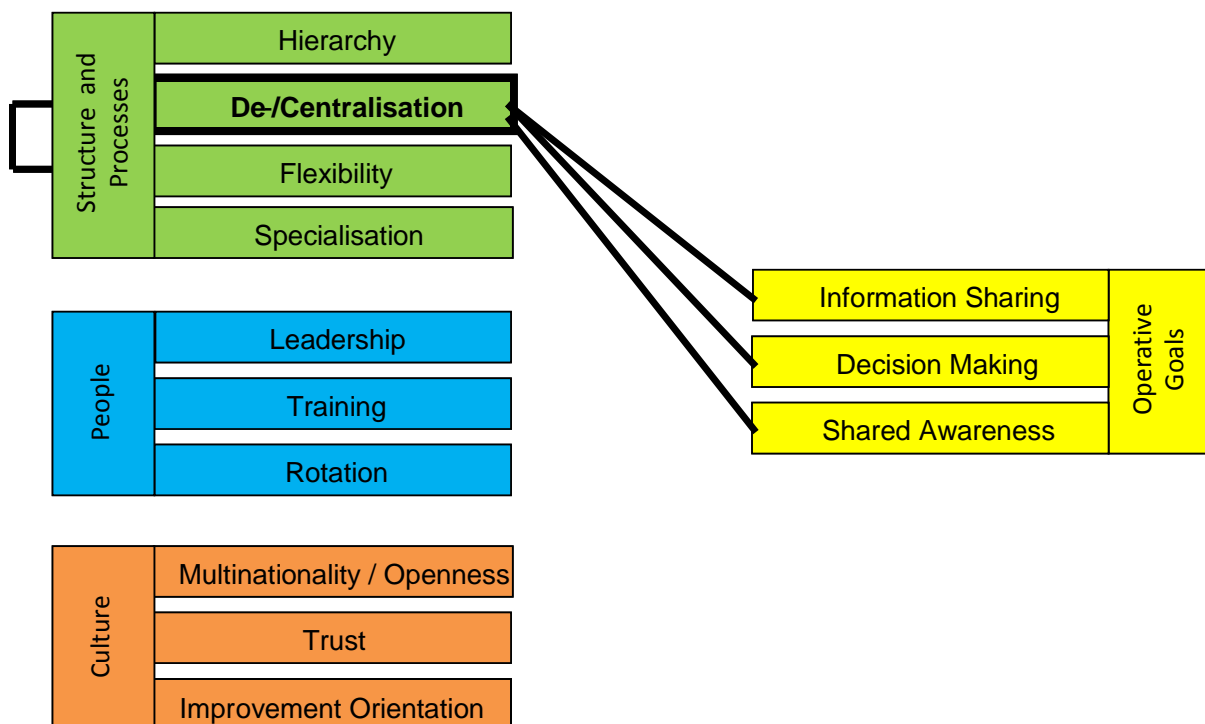 Structure and
Processes
Hierarchy
De-/Centralisation
Flexibility
Specialisation
People
Leadership
Training
Rotation
Culture
Multinationality / Openness
Trust
Improvement Orientation
Information Sharing
Decision Making
Shared Awareness
Operative
Goals